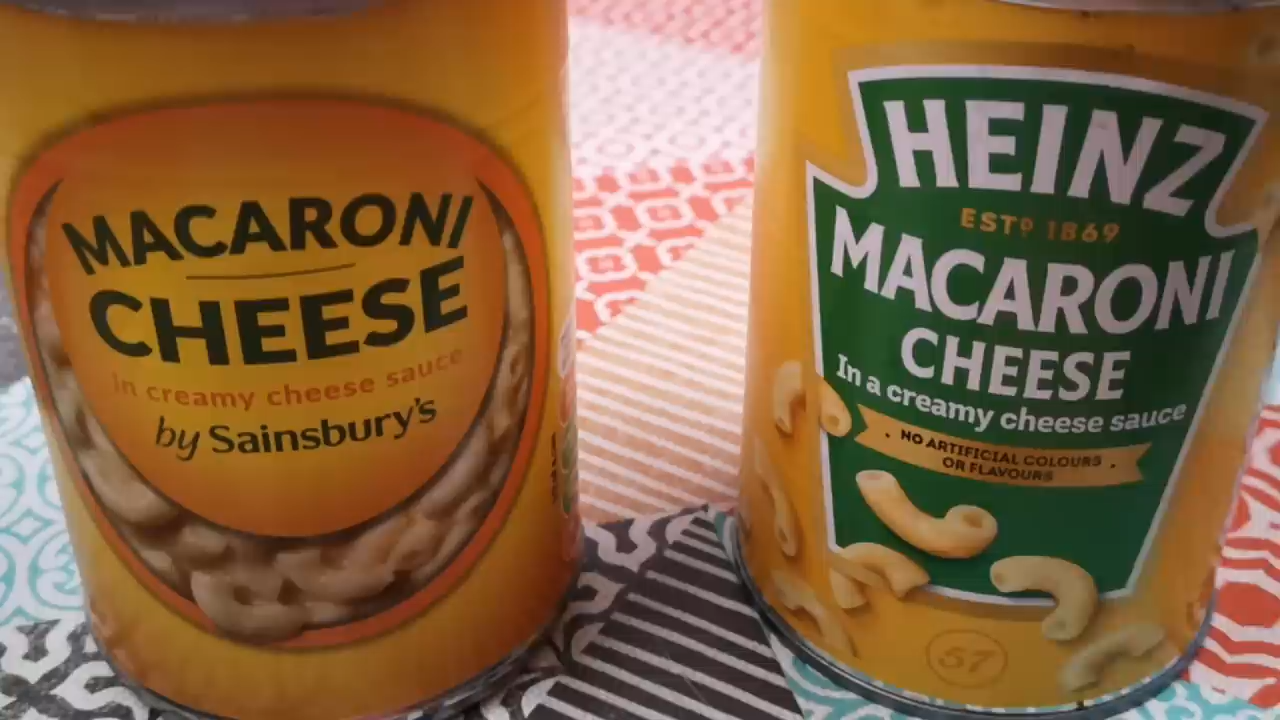 MACARONI
CHEESE
in creamy cheese sauce
by Sainsbury's
HEINZ
ESTD 1869
MACARONI
CHEESE
In a creamy cheese sauce
. NO ARTIFICIAL COLOURS .
OR FLAVOURS
57